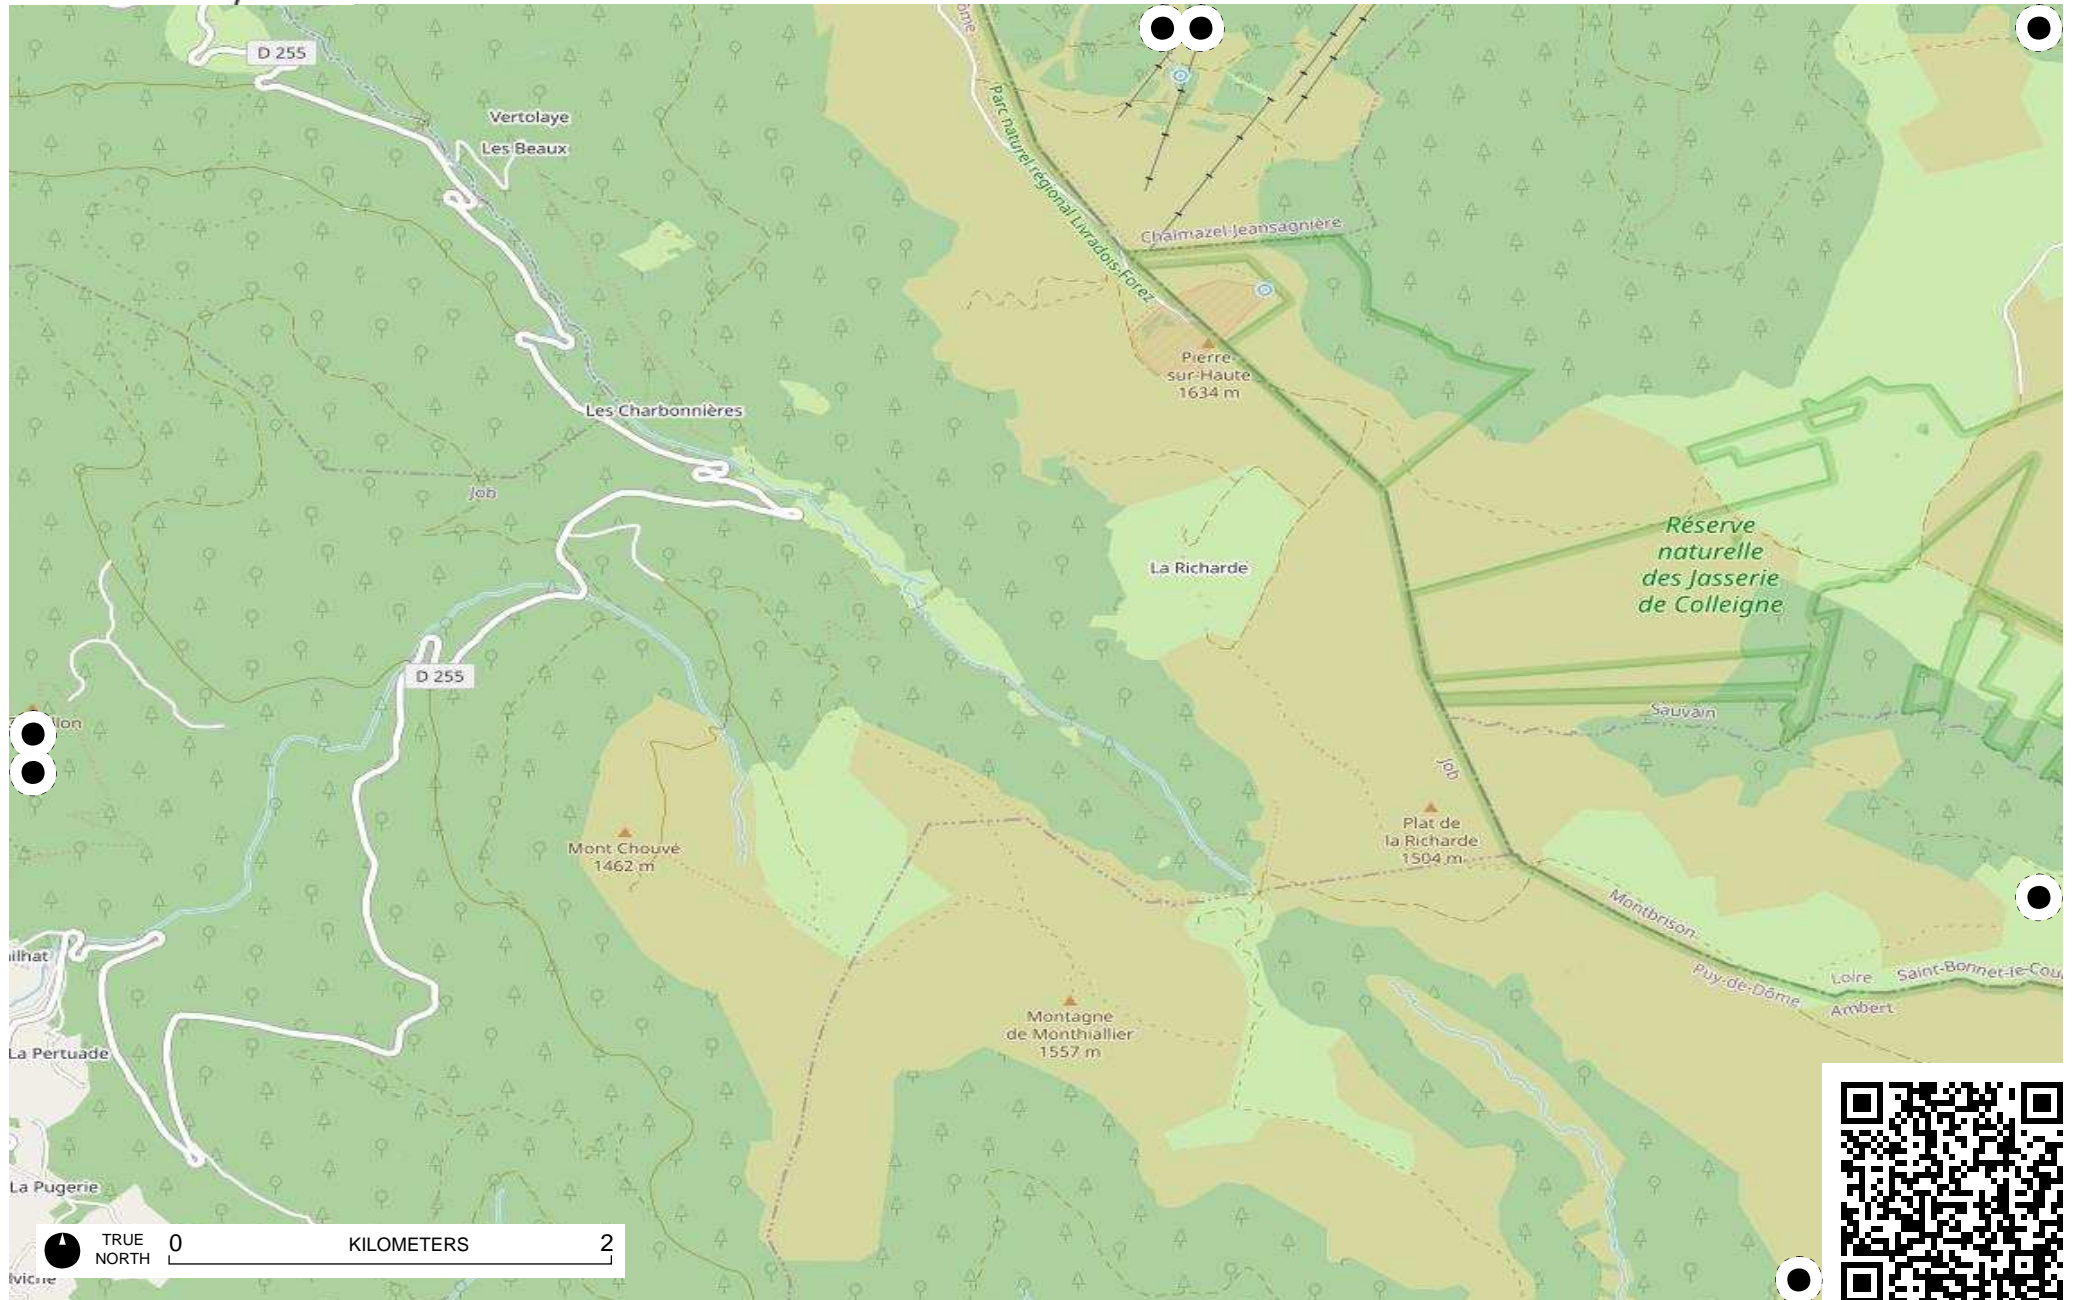 D 255
Vertolaye
Les Beaux
Parc naturel régional Livradois-Forez
Chalmazel-Jeansagnière
Pierre-
sur-Haute
1634 m
Les Charbonnières
Job
La Richarde
Réserve
naturelle
des Jasserie
de Colleigne
D 255
Sauvain
Job
Mont Chouvé
1462 m
Plat de
la Richarde
1504 m
Montbrison
Puy-de-Dôme
Loire
Saint-Bonnet-le-Cou
Ambert
ilhat
Montagne
de Monthiallier
1557 m
La Pertuade
La Pugerie
TRUE
NORTH
0 KILOMETERS 2